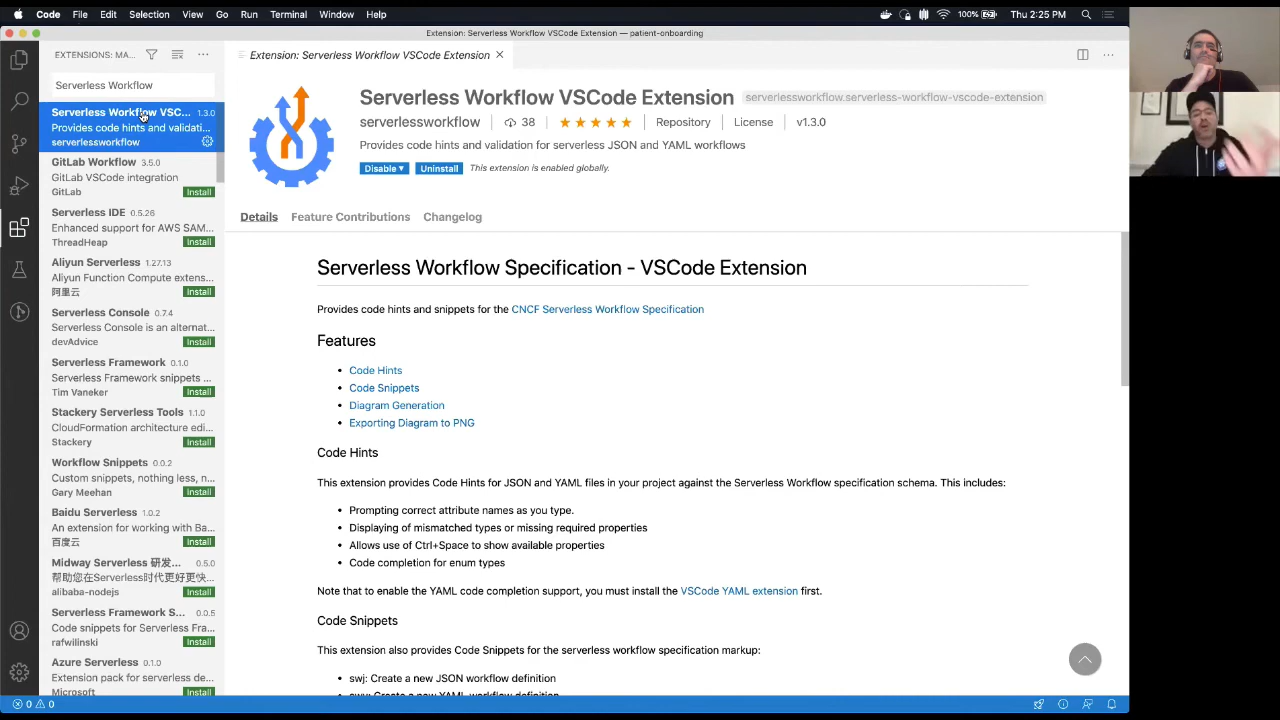 Code File Edit Selection View Go Run Terminal Window Help 100% Thu 2:25 PM
Extension: Serverless Workflow VSCode Extension — patient-onboarding
EXTENSIONS: MA...
Extension: Serverless Workflow VSCode Extension
Serverless Workflow
Serverless Workflow VSC... 1.3.0
Provides code hints and validati...
serverlessworkflow
GitLab Workflow 3.5.0
GitLab VSCode integration
GitLab Install
Serverless IDE 0.5.26
Enhanced support for AWS SAM...
ThreadHeap Install
Aliyun Serverless 1.27.13
Aliyun Function Compute extens...
阿里云 Install
Serverless Console 0.7.4
Serverless Console is an alternat...
devAdvice Install
Serverless Framework 0.1.0
Serverless Framework snippets ...
Tim Vaneker Install
Stackery Serverless Tools 1.1.0
CloudFormation architecture edi...
Stackery Install
Workflow Snippets 0.0.2
Custom snippets, nothing less, n...
Gary Meehan Install
Baidu Serverless 1.0.2
An extension for working with Ba...
百度云 Install
Midway Serverless 研发... 0.5.0
帮助您在Serverless时代更好更快...
alibaba-nodejs Install
Serverless Framework S... 0.0.5
Code snippets for Serverless Fra...
rafwilinski Install
Azure Serverless 0.1.0
Extension pack for serverless de...
Microsoft Install
Serverless Workflow VSCode Extension serverlessworkflow.serverless-workflow-vscode-extension
serverlessworkflow 38 Repository License v1.3.0
Provides code hints and validation for serverless JSON and YAML workflows
Disable Uninstall This extension is enabled globally.
Details Feature Contributions Changelog
Serverless Workflow Specification - VSCode Extension
Provides code hints and snippets for the CNCF Serverless Workflow Specification
Features
• Code Hints
• Code Snippets
• Diagram Generation
• Exporting Diagram to PNG
Code Hints
This extension provides Code Hints for JSON and YAML files in your project against the Serverless Workflow specification schema. This includes:
• Prompting correct attribute names as you type.
• Displaying of mismatched types or missing required properties
• Allows use of Ctrl+Space to show available properties
• Code completion for enum types
Note that to enable the YAML code completion support, you must install the VSCode YAML extension first.
Code Snippets
This extension also provides Code Snippets for the serverless workflow specification markup:
• swj: Create a new JSON workflow definition
• swy: Create a new YAML workflow definition
0 0